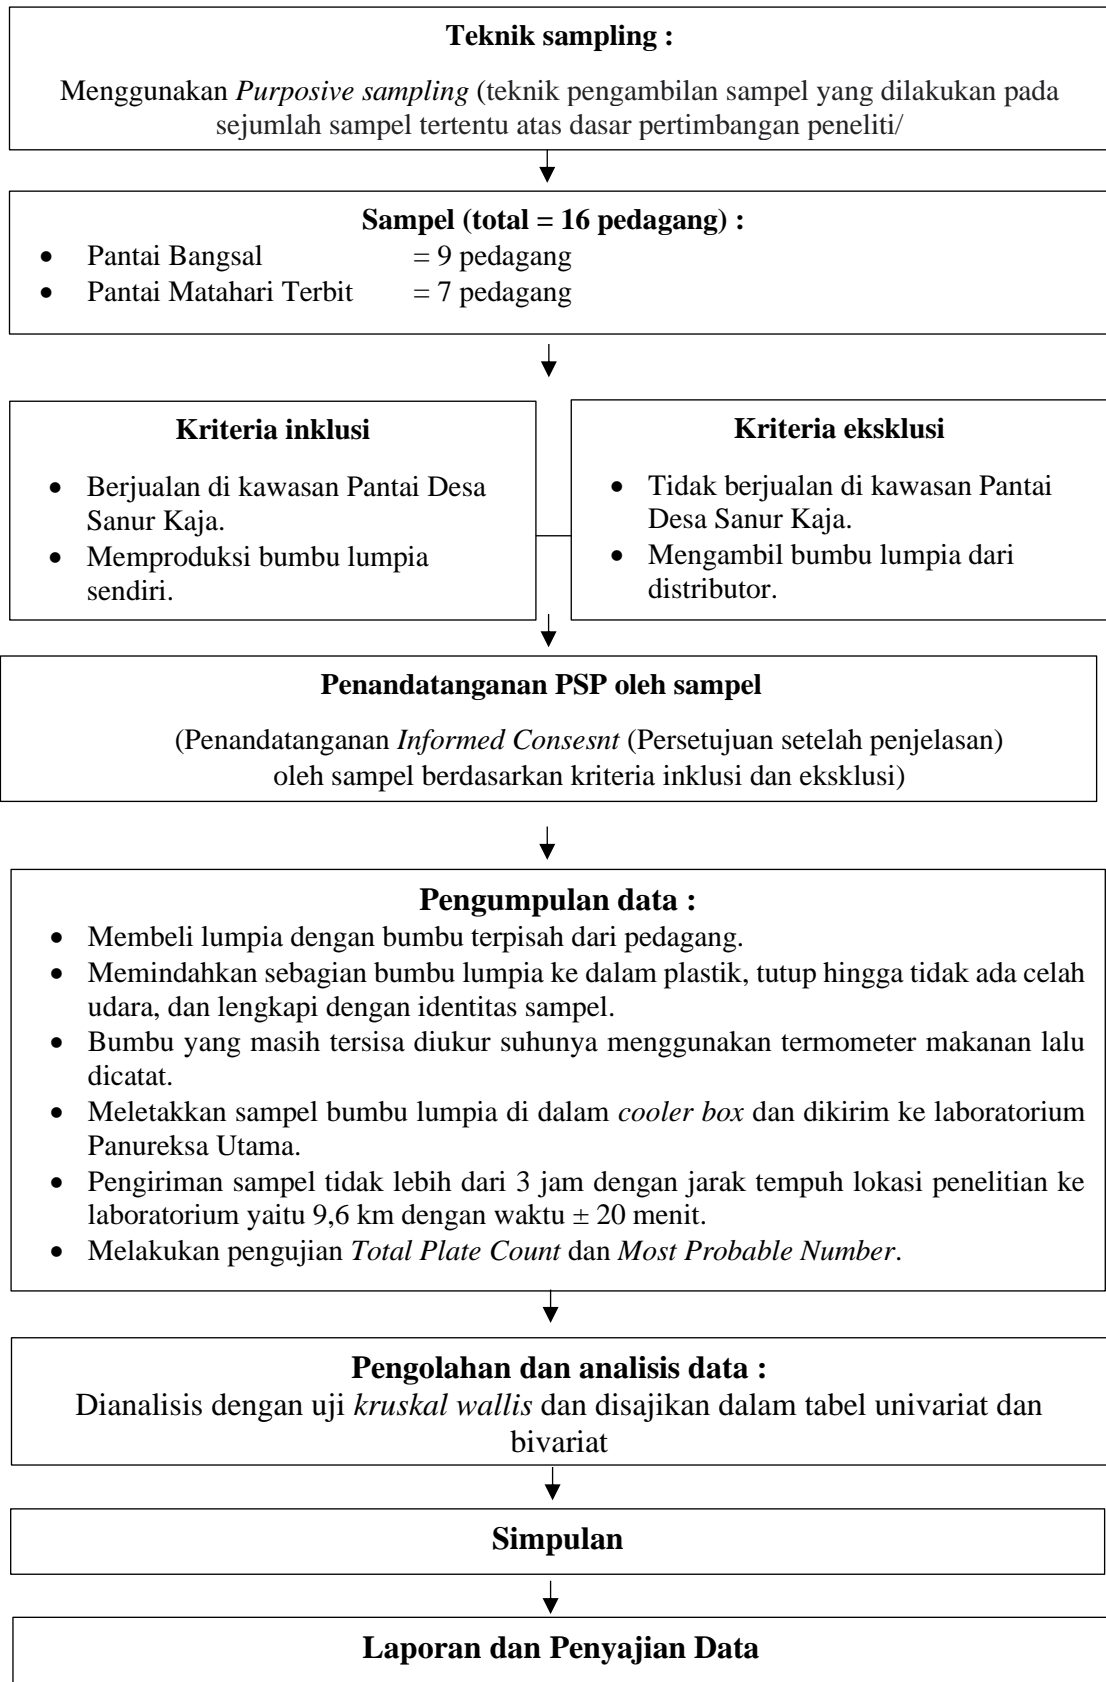 Teknik sampling :
Menggunakan Purposive sampling (teknik pengambilan sampel yang dilakukan pada
sejumlah sampel tertentu atas dasar pertimbangan peneliti/
Sampel (total = 16 pedagang) :
• Pantai Bangsal = 9 pedagang
• Pantai Matahari Terbit = 7 pedagang
Kriteria inklusi
• Berjualan di kawasan Pantai Desa
Sanur Kaja.
• Memproduksi bumbu lumpia
sendiri.
Kriteria eksklusi
• Tidak berjualan di kawasan Pantai
Desa Sanur Kaja.
• Mengambil bumbu lumpia dari
distributor.
Penandatanganan PSP oleh sampel
(Penandatanganan Informed Consesnt (Persetujuan setelah penjelasan)
oleh sampel berdasarkan kriteria inklusi dan eksklusi)
Pengumpulan data :
• Membeli lumpia dengan bumbu terpisah dari pedagang.
• Memindahkan sebagian bumbu lumpia ke dalam plastik, tutup hingga tidak ada celah
udara, dan lengkapi dengan identitas sampel.
• Bumbu yang masih tersisa diukur suhunya menggunakan termometer makanan lalu
dicatat.
• Meletakkan sampel bumbu lumpia di dalam cooler box dan dikirim ke laboratorium
Panureksa Utama.
• Pengiriman sampel tidak lebih dari 3 jam dengan jarak tempuh lokasi penelitian ke
laboratorium yaitu 9,6 km dengan waktu ± 20 menit.
• Melakukan pengujian Total Plate Count dan Most Probable Number.
Pengolahan dan analisis data :
Dianalisis dengan uji kruskal wallis dan disajikan dalam tabel univariat dan
bivariat
Simpulan
Laporan dan Penyajian Data